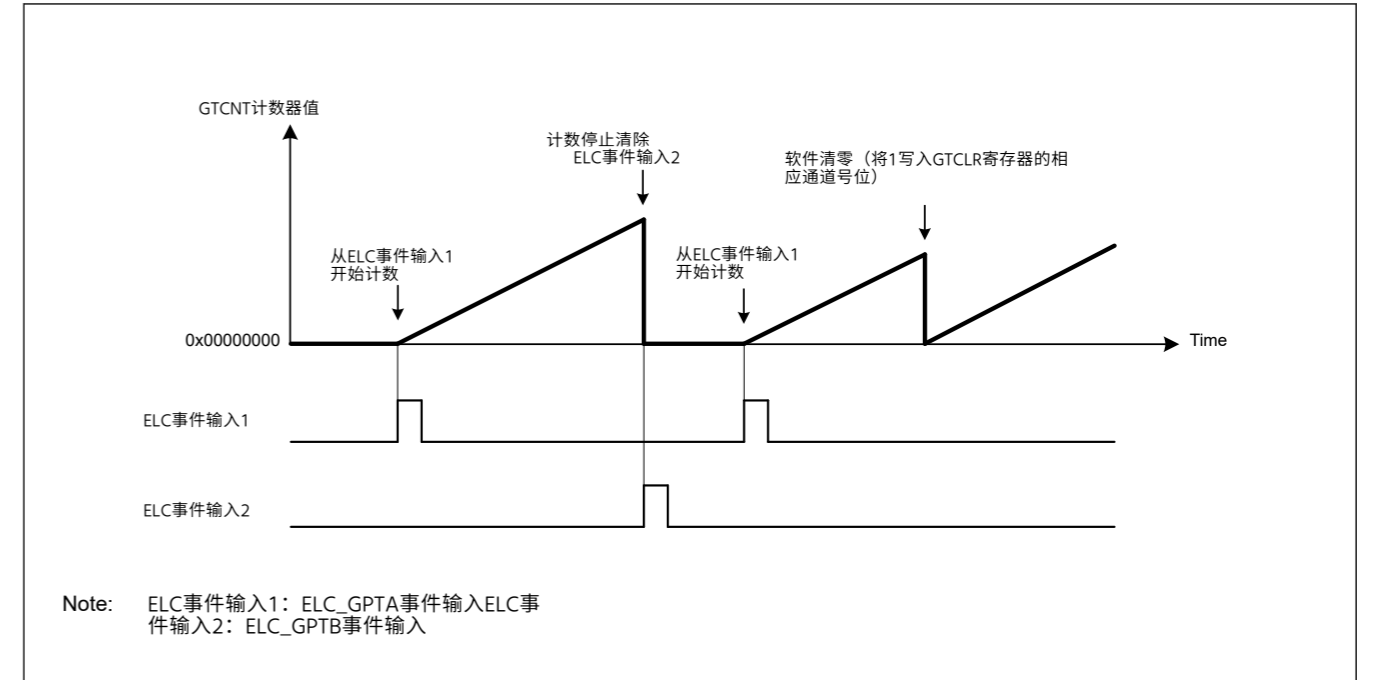 GTCNT计数器值
计数停止清除
ELC事件输入2
软件清零（将1写入GTCLR寄存器的相
应通道号位）
从ELC事件输入1
开始计数
从ELC事件输入1
开始计数
0x00000000
Time
ELC事件输入1
ELC事件输入2
Note: ELC事件输入1：ELC_GPTA事件输入ELC事
件输入2：ELC_GPTB事件输入